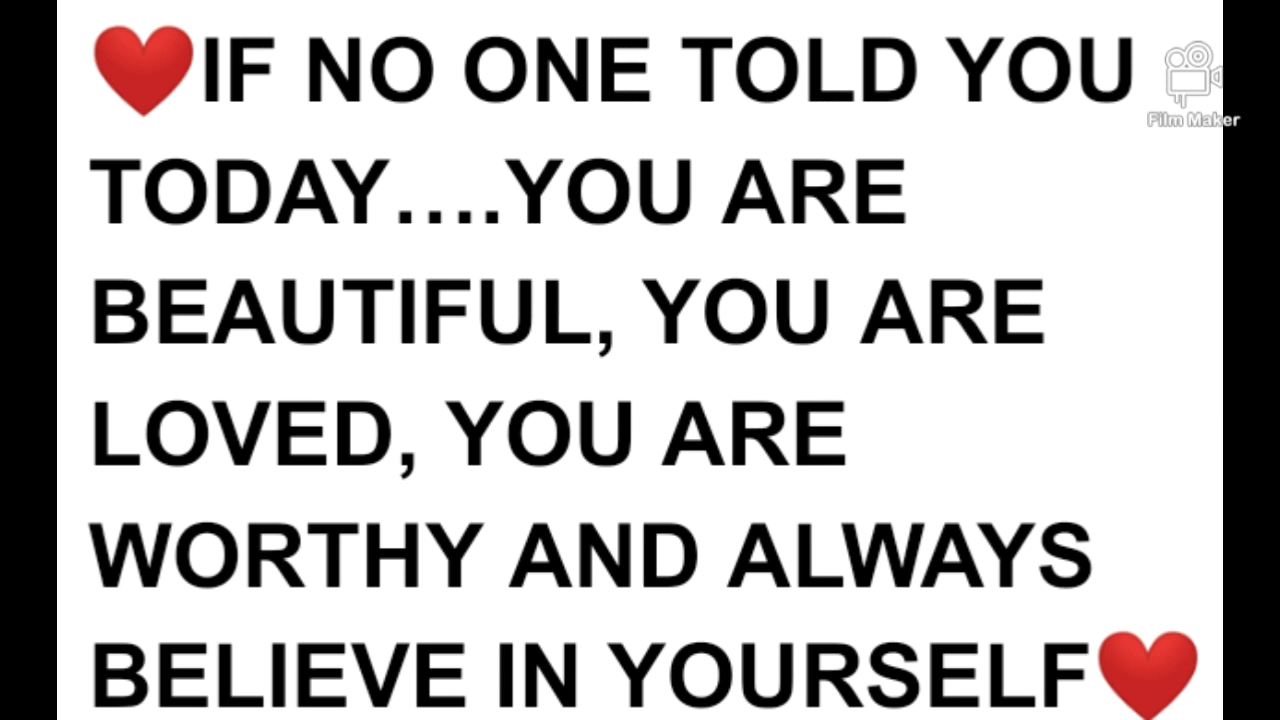 ❤️IF NO ONE TOLD YOU
TODAY....YOU ARE
BEAUTIFUL, YOU ARE
LOVED, YOU ARE
WORTHY AND ALWAYS
BELIEVE IN YOURSELF❤️
Film Maker